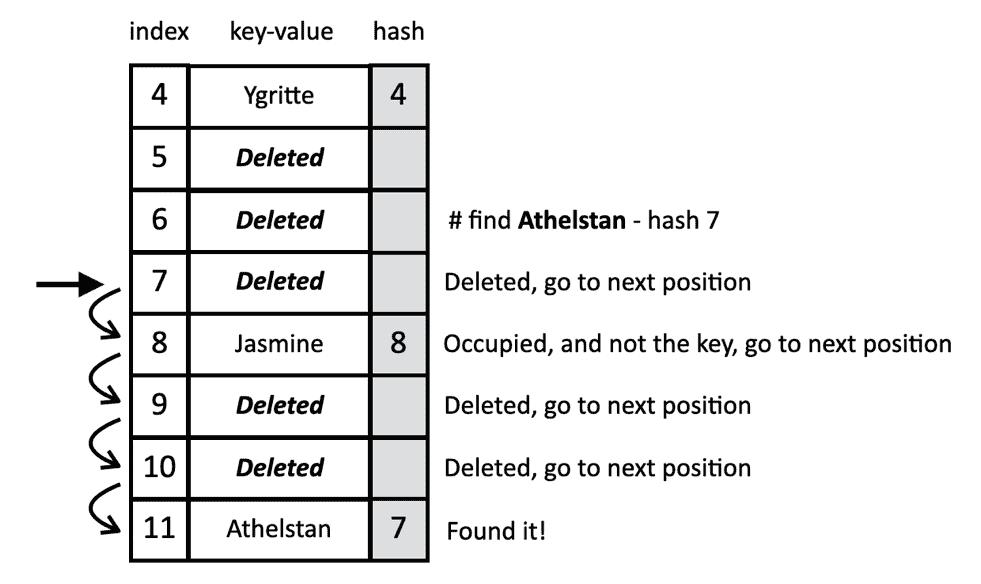 index key-value hash
4 Ygritte 4
5 Deleted
6 Deleted # find Athelstan - hash 7
7 Deleted Deleted, go to next position
8 Jasmine 8 Occupied, and not the key, go to next position
9 Deleted Deleted, go to next position
10 Deleted Deleted, go to next position
11 Athelstan 7 Found it!